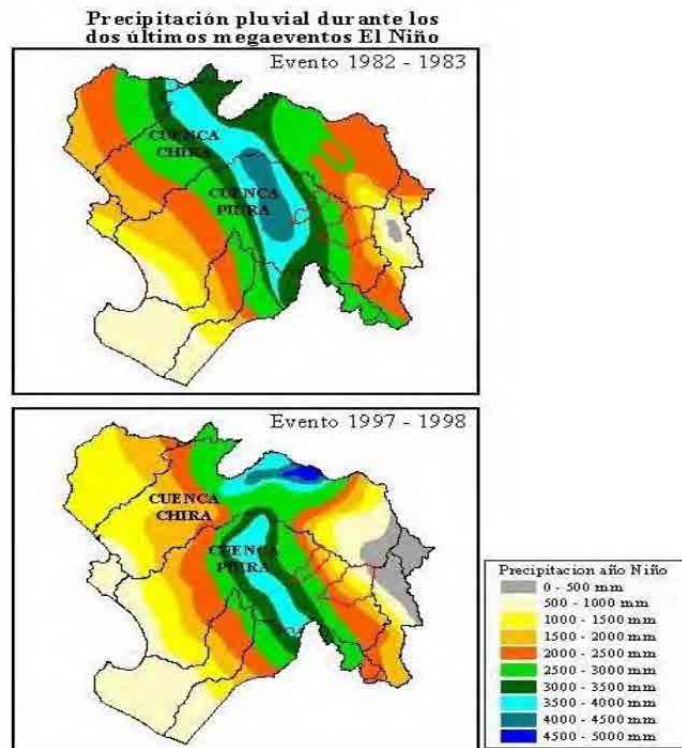 Precipitación pluvial durante los
dos últimos megaeventos El Niño
Evento 1982 - 1983
CUENCA
CHIRA
CUENCA
PIURA
Evento 1997 - 1998
CUENCA
CHIRA
CUENCA
PIURA
Precipitacion año Niño
0 - 500 mm
500 - 1000 mm
1000 - 1500 mm
1500 - 2000 mm
2000 - 2500 mm
2500 - 3000 mm
3000 - 3500 mm
3500 - 4000 mm
4000 - 4500 mm
4500 - 5000 mm